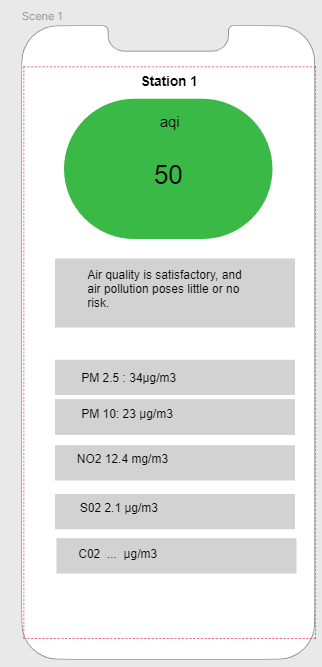 Scene 1
Station 1
aqi
50
Air quality is satisfactory, and
air pollution poses little or no
risk.
PM 2.5 : 34µg/m3
PM 10: 23 µg/m3
NO2 12.4 mg/m3
S02 2.1 µg/m3
C02 ... µg/m3